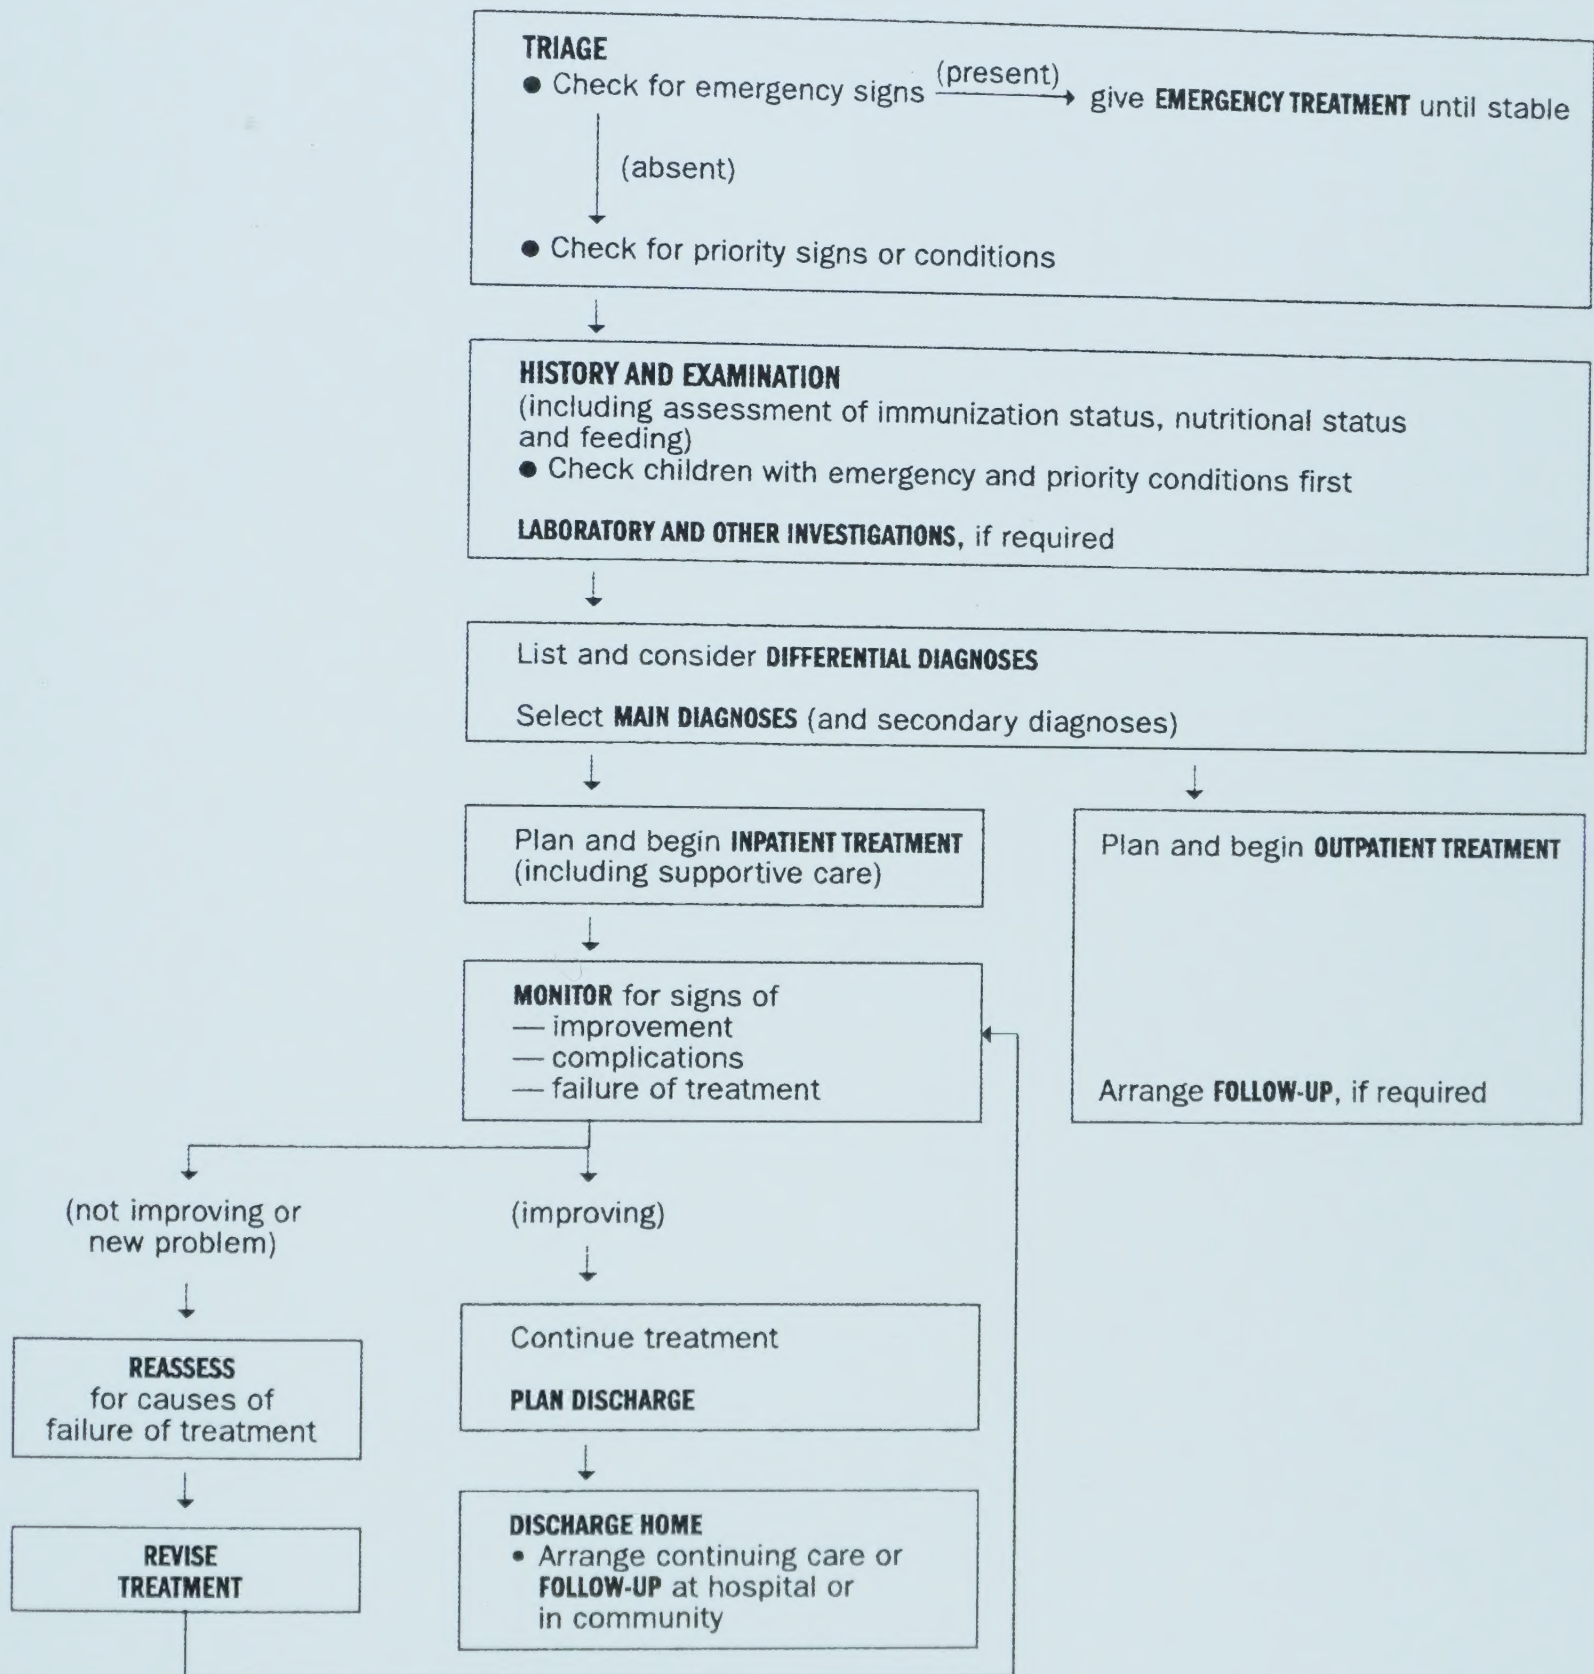 TRIAGE
● Check for emergency signs (present) give EMERGENCY TREATMENT until stable
(absent)
● Check for priority signs or conditions
HISTORY AND EXAMINATION
(including assessment of immunization status, nutritional status
and feeding)
● Check children with emergency and priority conditions first
LABORATORY AND OTHER INVESTIGATIONS, if required
List and consider DIFFERENTIAL DIAGNOSES
Select MAIN DIAGNOSES (and secondary diagnoses)
Plan and begin INPATIENT TREATMENT
(including supportive care)
Plan and begin OUTPATIENT TREATMENT
Arrange FOLLOW-UP, if required
MONITOR for signs of
— improvement
— complications
— failure of treatment
(not improving or
new problem)
(improving)
REASSESS
for causes of
failure of treatment
Continue treatment
PLAN DISCHARGE
REVISE
TREATMENT
DISCHARGE HOME
• Arrange continuing care or
FOLLOW-UP at hospital or
in community